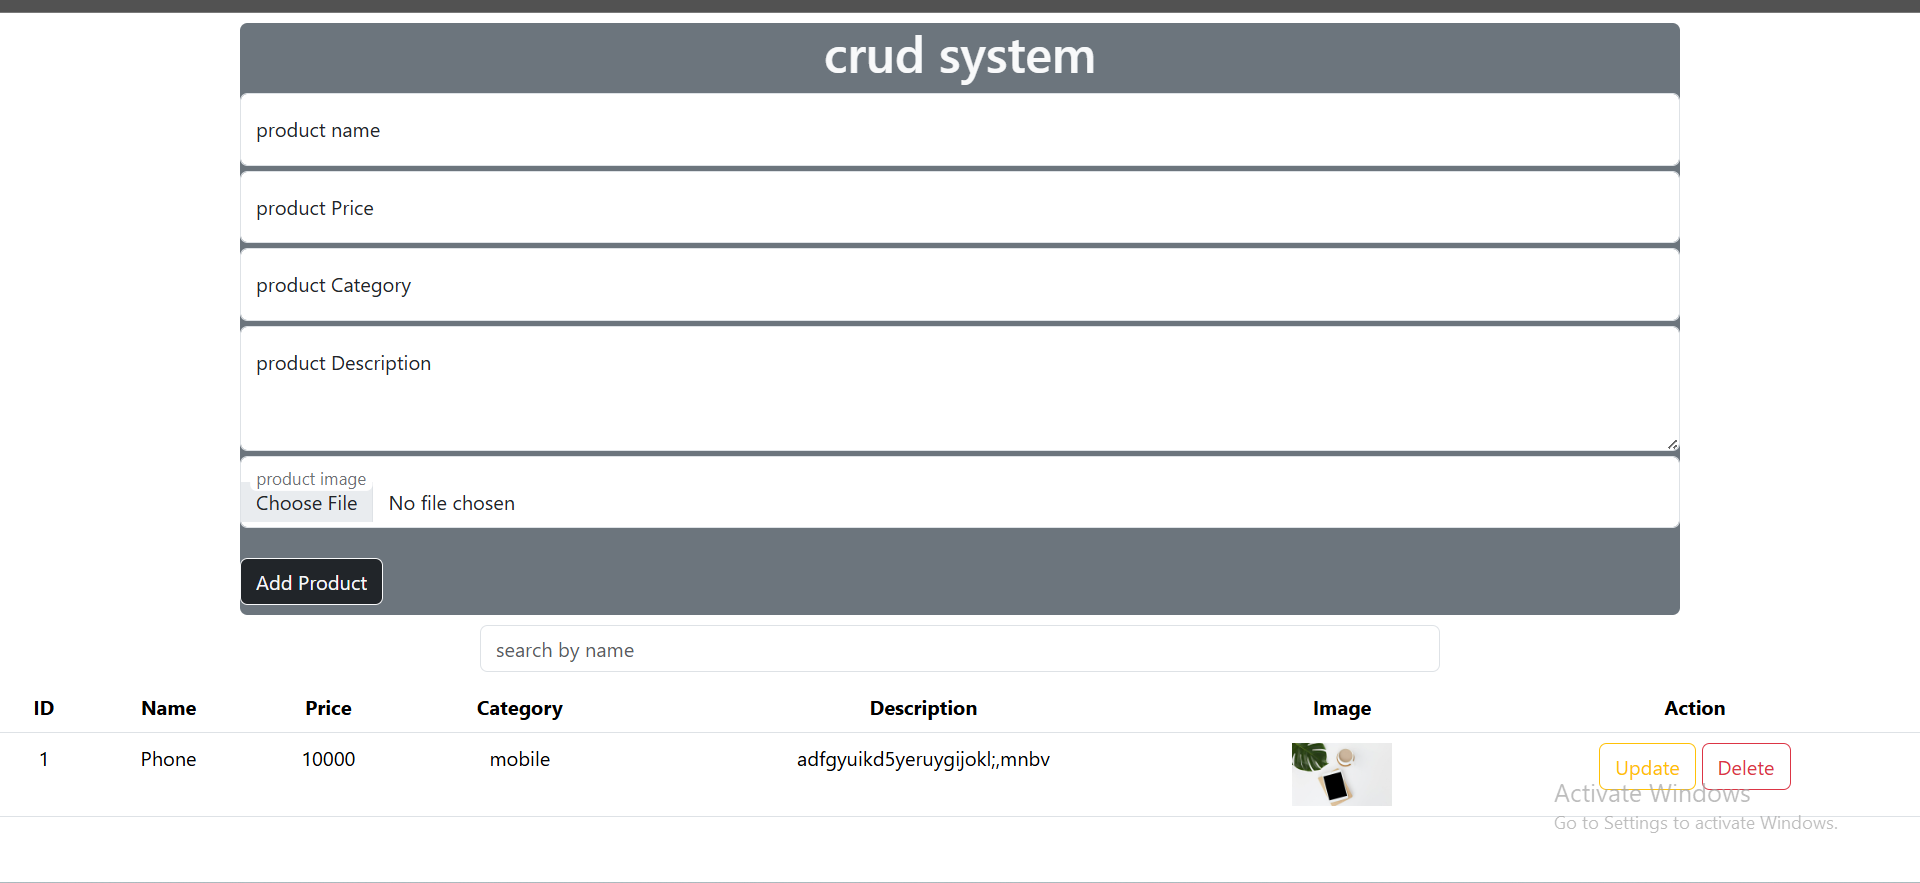 crud system
product name
product Price
product Category
product Description
product image
Choose File No file chosen
Add Product
search by name
ID Name Price Category Description Image Action
1 Phone 10000 mobile adfgyuikd5yeruygijokl;,mnbv Update Delete
Activate Windows
Go to Settings to activate Windows.